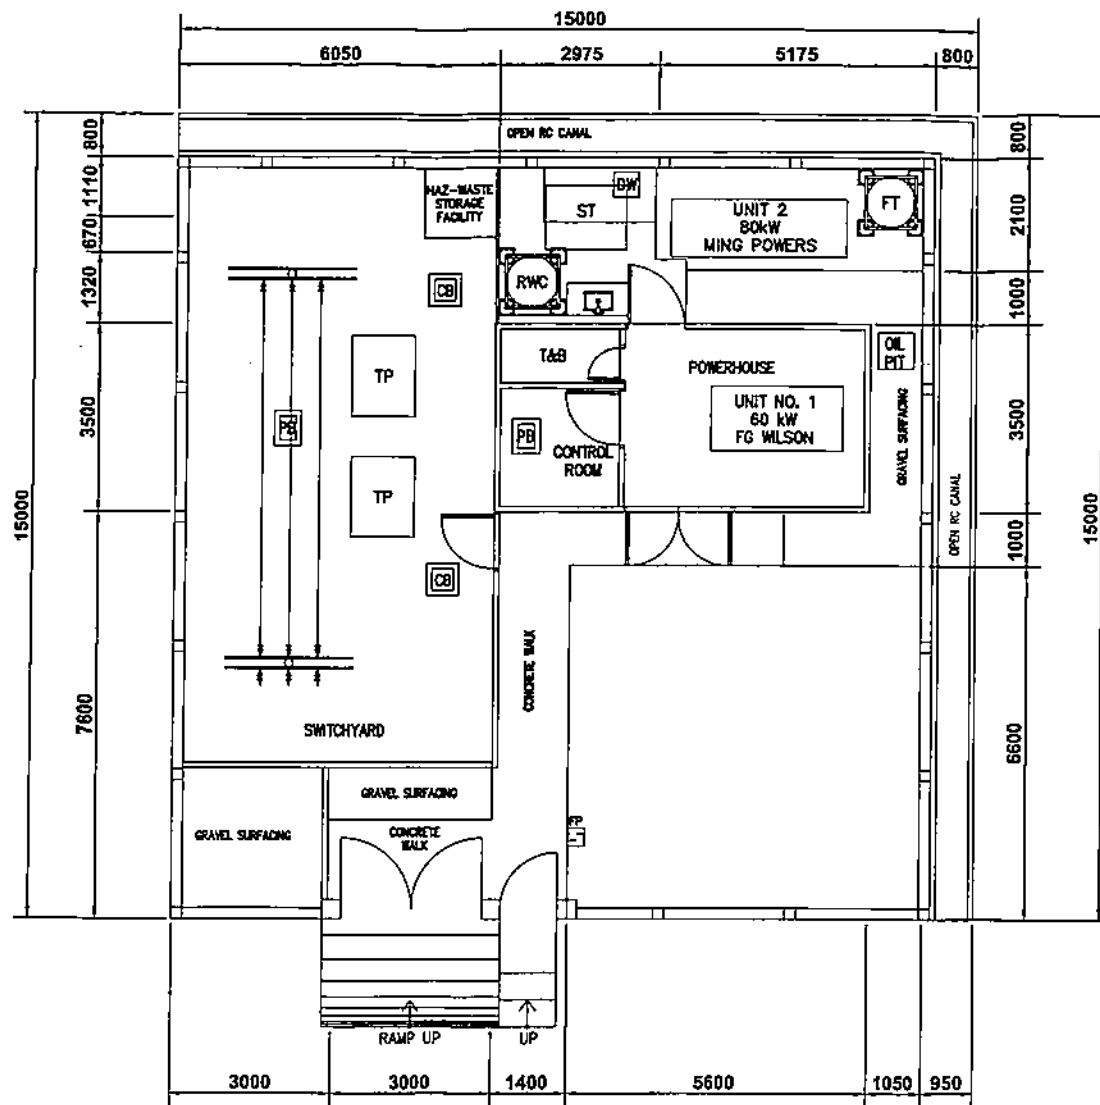 15000
6050 2975 5175 800
OPEN RC CANAL
800
1110
670
1320
3500
7600
15000
800
2100
1000
3500
1000
6600
15000
HAZ-WASTE
STORAGE
FACILITY
ST
DW
UNIT 2
80kW
MING POWERS
FT
CB
RWC
T&B
POWERHOUSE
OIL
PIT
TP
UNIT NO. 1
60 kW
FG WILSON
PB
CONTROL
ROOM
GRAVEL SURFACING
OPEN RC CANAL
TP
CB
CONCRETE WALK
SWITCHYARD
GRAVEL SURFACING
GRAVEL SURFACING
CONCRETE
WALK
FP
RAMP UP
UP
3000 3000 1400 5600 1050 950